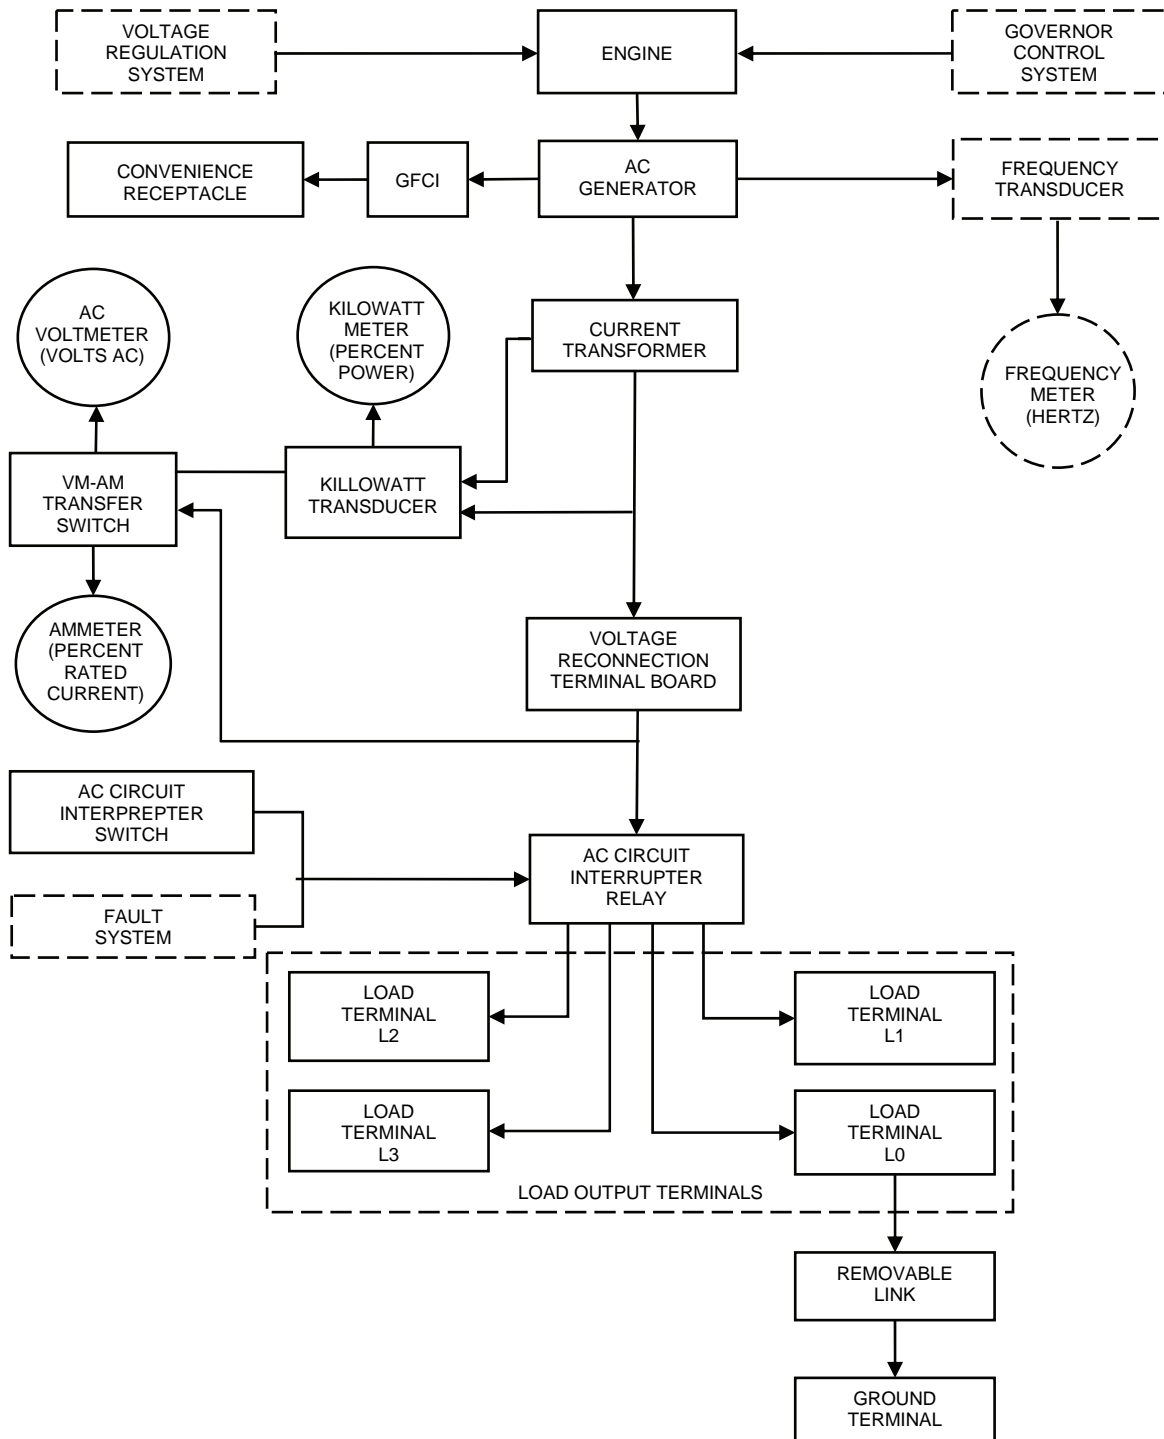 VOLTAGE
REGULATION
SYSTEM
ENGINE
GOVERNOR
CONTROL
SYSTEM
CONVENIENCE
RECEPTACLE
GFCI
AC
GENERATOR
FREQUENCY
TRANSDUCER
AC
VOLTMETER
(VOLTS AC)
KILOWATT
METER
(PERCENT
POWER)
CURRENT
TRANSFORMER
FREQUENCY
METER
(HERTZ)
VM-AM
TRANSFER
SWITCH
KILLOWATT
TRANSDUCER
AMMETER
(PERCENT
RATED
CURRENT)
VOLTAGE
RECONNECTION
TERMINAL BOARD
AC CIRCUIT
INTERPREPTER
SWITCH
AC CIRCUIT
INTERRUPTER
RELAY
FAULT
SYSTEM
LOAD
TERMINAL
L2
LOAD
TERMINAL
L1
LOAD
TERMINAL
L3
LOAD
TERMINAL
L0
LOAD OUTPUT TERMINALS
REMOVABLE
LINK
GROUND
TERMINAL